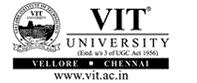 VIT®
UNIVERSITY
(Estd. u/s 3 of UGC Act 1956)
VELLORE CHENNAI
www.vit.ac.in